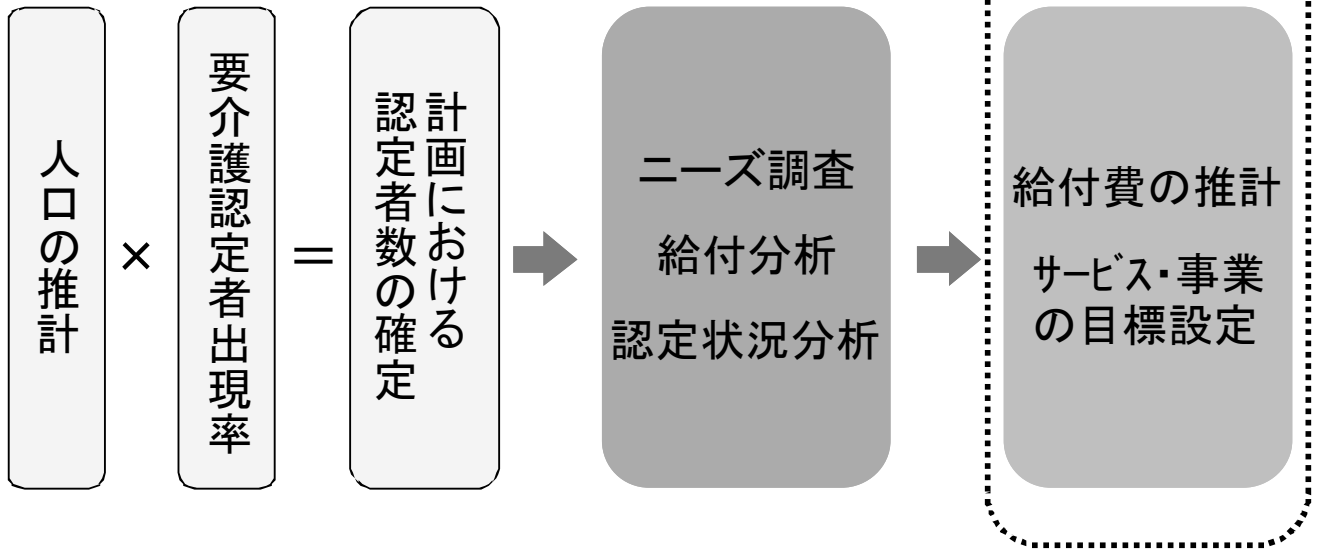 人口の推計
×
要介護認定者出現率
＝
計画における
認定者数の確定
ニーズ調査
給付分析
認定状況分析
給付費の推計
サービス・事業
の目標設定